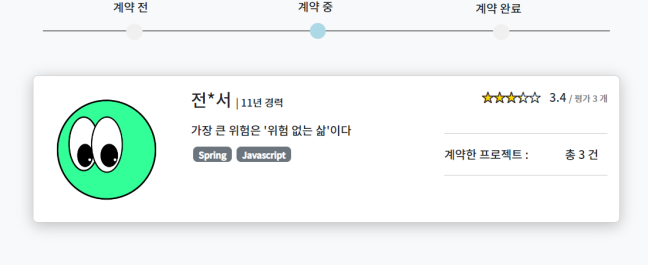 계약 전 계약 중 계약 완료
전*서 | 11년 경력
가장 큰 위험은 '위험 없는 삶'이다
Spring Javascript
3.4 / 평가 3 개
계약한 프로젝트 : 총 3 건